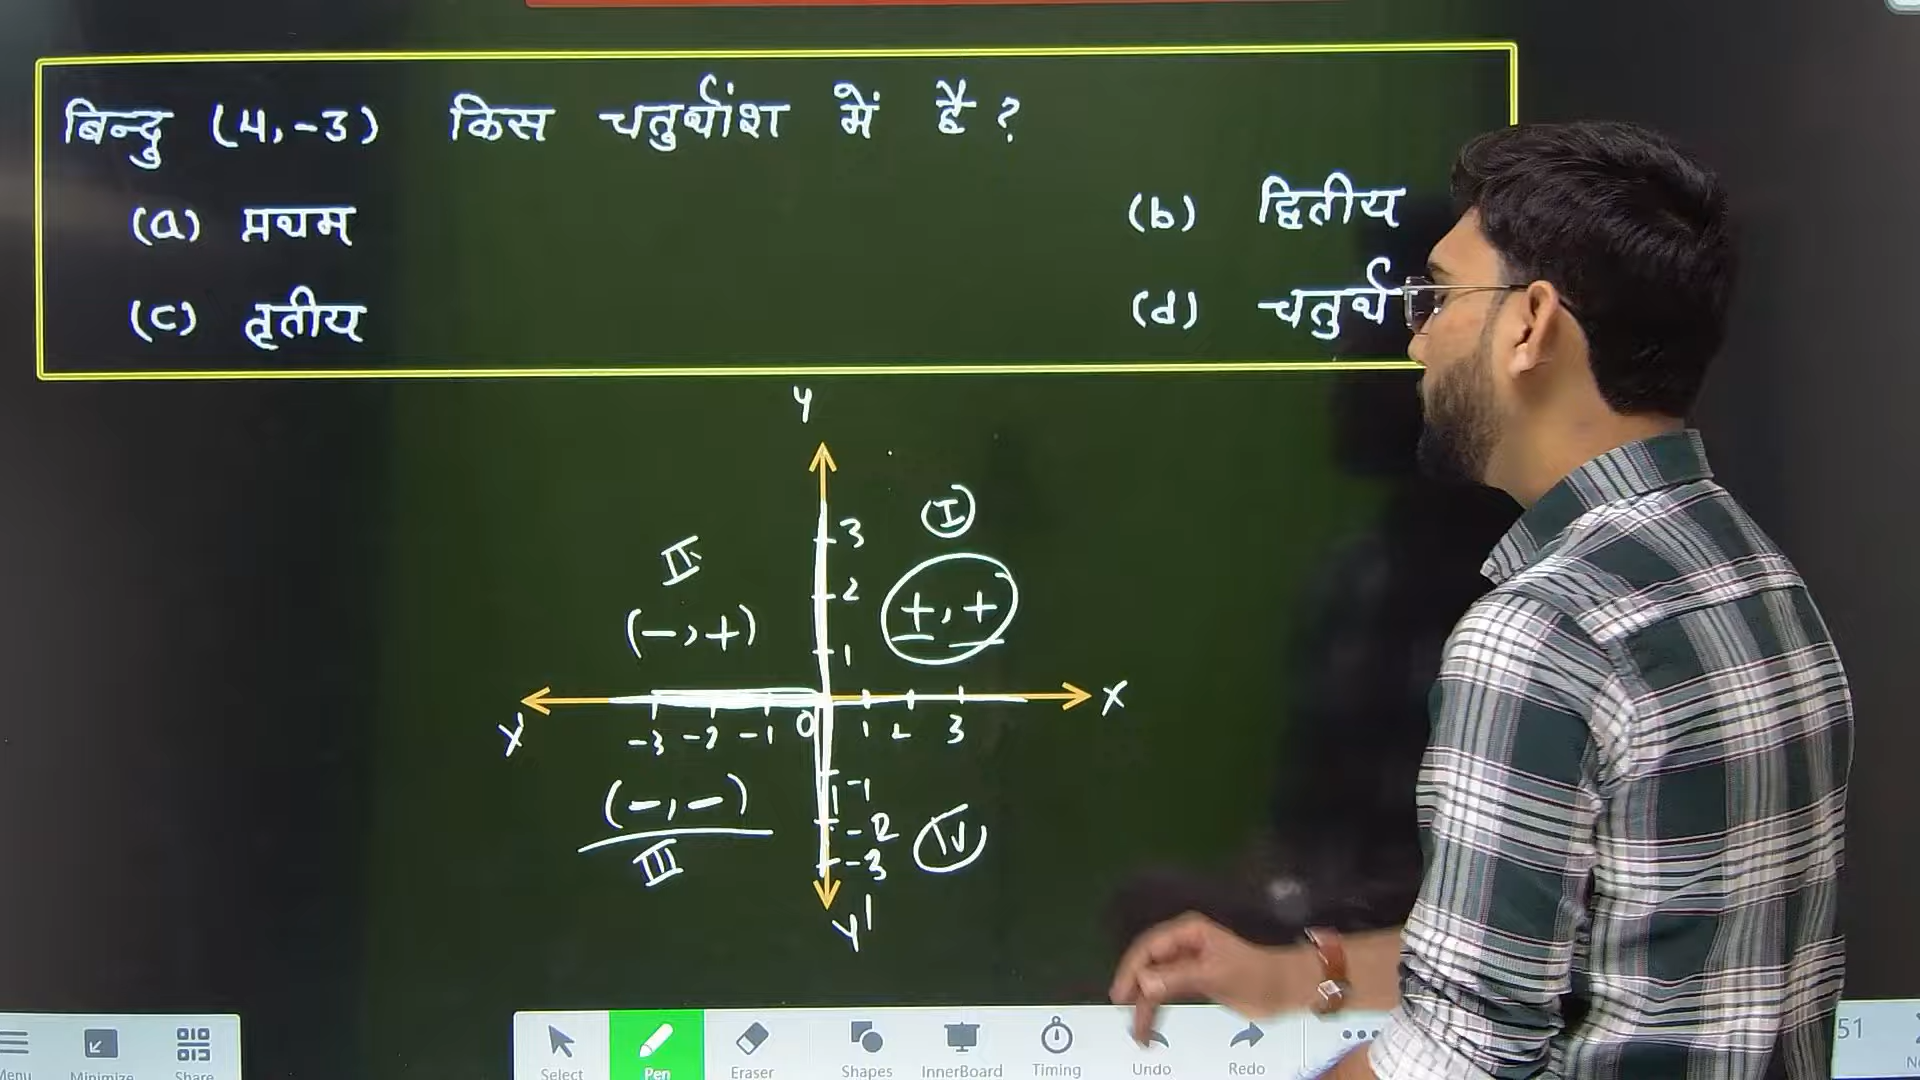 बिन्दु (4,-3) किस चतुर्थांश में है ?
(a) प्रथम
(b) द्वितीय
(c) तृतीय
(d) चतुर्थ
Y
I
3
II
2
(-,+)
+,+
1
X
X'
-3 -2 -1 0 1 2 3
(-,-)
-1
-2
IV
III
-3
Y'
Menu
Minimize
Share
Select
Pen
Eraser
Shapes
InnerBoard
Timing
Undo
Redo
51